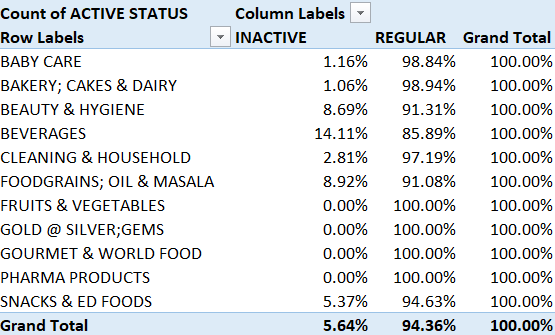 Count of ACTIVE STATUS Column Labels
Row Labels INACTIVE REGULAR Grand Total
BABY CARE 1.16% 98.84% 100.00%
BAKERY; CAKES & DAIRY 1.06% 98.94% 100.00%
BEAUTY & HYGIENE 8.69% 91.31% 100.00%
BEVERAGES 14.11% 85.89% 100.00%
CLEANING & HOUSEHOLD 2.81% 97.19% 100.00%
FOODGRAINS; OIL & MASALA 8.92% 91.08% 100.00%
FRUITS & VEGETABLES 0.00% 100.00% 100.00%
GOLD @ SILVER;GEMS 0.00% 100.00% 100.00%
GOURMET & WORLD FOOD 0.00% 100.00% 100.00%
PHARMA PRODUCTS 0.00% 100.00% 100.00%
SNACKS & ED FOODS 5.37% 94.63% 100.00%
Grand Total 5.64% 94.36% 100.00%